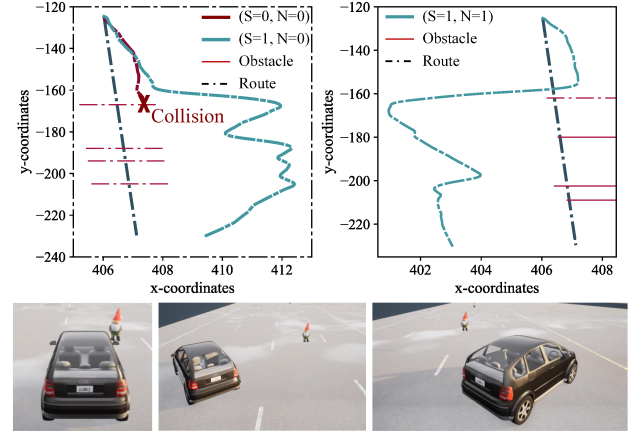 −120
−140
−160
−180
−200
−220
−240
y-coordinates
(S=0, N=0)
(S=1, N=0)
Obstacle
Route
Collision
406
408
410
412
x-coordinates
−120
−140
−160
−180
−200
−220
y-coordinates
(S=1, N=1)
Obstacle
Route
402
404
406
408
x-coordinates